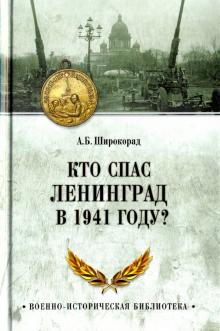 А.Б. Широкорад
КТО СПАС
ЛЕНИНГРАД
В 1941 ГОДУ?
• ВОЕННО-ИСТОРИЧЕСКАЯ БИБЛИОТЕКА •